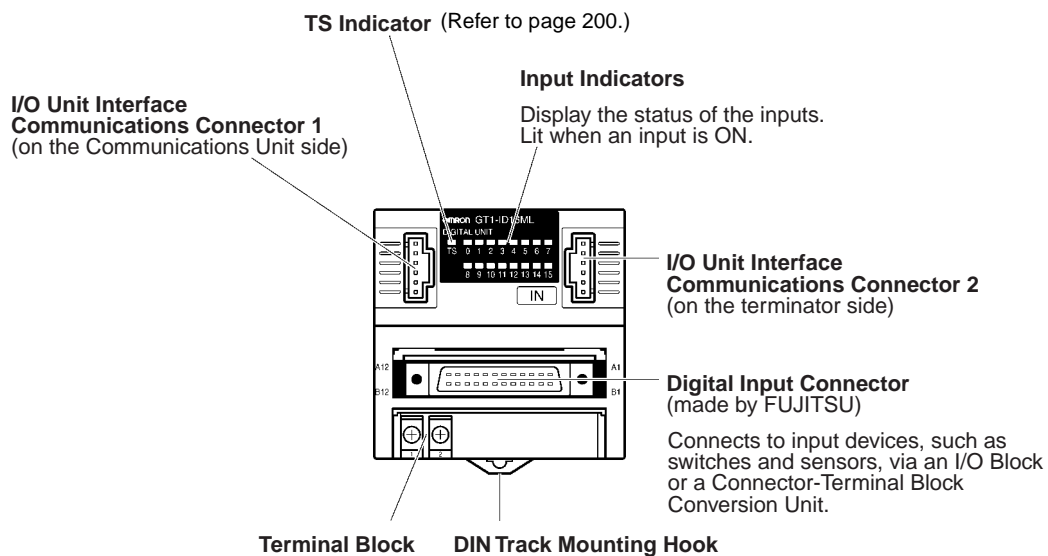 TS Indicator (Refer to page 200.)
Input Indicators
Display the status of the inputs.
Lit when an input is ON.
I/O Unit Interface
Communications Connector 1
(on the Communications Unit side)
OMRON GT1-ID16ML
DIGITAL UNIT
TS 0 1 2 3 4 5 6 7
8 9 10 11 12 13 14 15
IN
I/O Unit Interface
Communications Connector 2
(on the terminator side)
A12
A1
B12
B1
Digital Input Connector
(made by FUJITSU)
Connects to input devices, such as
switches and sensors, via an I/O Block
or a Connector-Terminal Block
Conversion Unit.
1 2
Terminal Block
DIN Track Mounting Hook